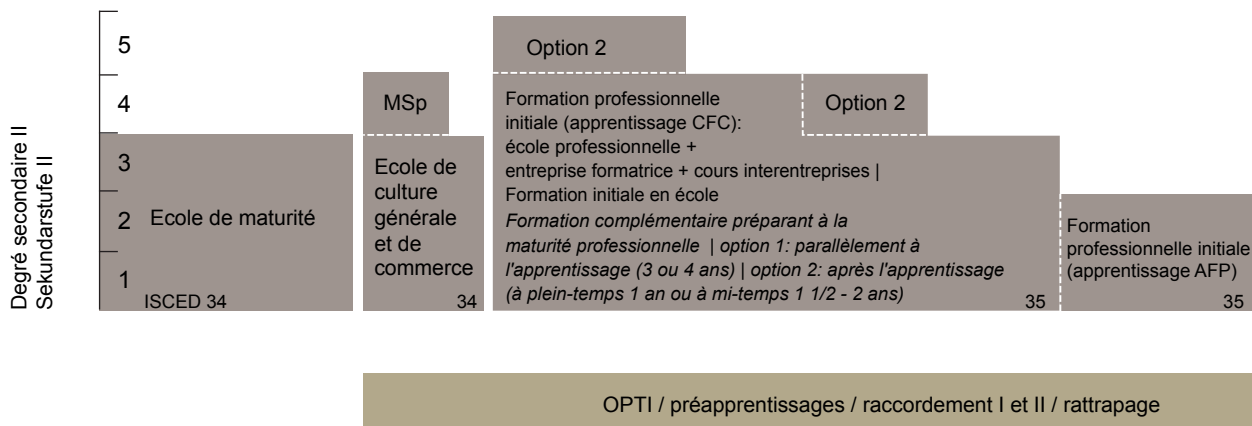 Degré secondaire II
Sekundarstufe II
5
4
3
2
1
Ecole de maturité
ISCED 34
MSp
Ecole de
culture
générale
et de
commerce
34
Option 2
Formation professionnelle
initiale (apprentissage CFC):
école professionnelle +
entreprise formatrice + cours interentreprises |
Formation initiale en école
Formation complémentaire préparant à la
maturité professionnelle | option 1: parallèlement à
l'apprentissage (3 ou 4 ans) | option 2: après l'apprentissage
(à plein-temps 1 an ou à mi-temps 1 1/2 - 2 ans)
35
Option 2
Formation
professionnelle initiale
(apprentissage AFP)
35
OPTI / préapprentissages / raccordement I et II / rattrapage